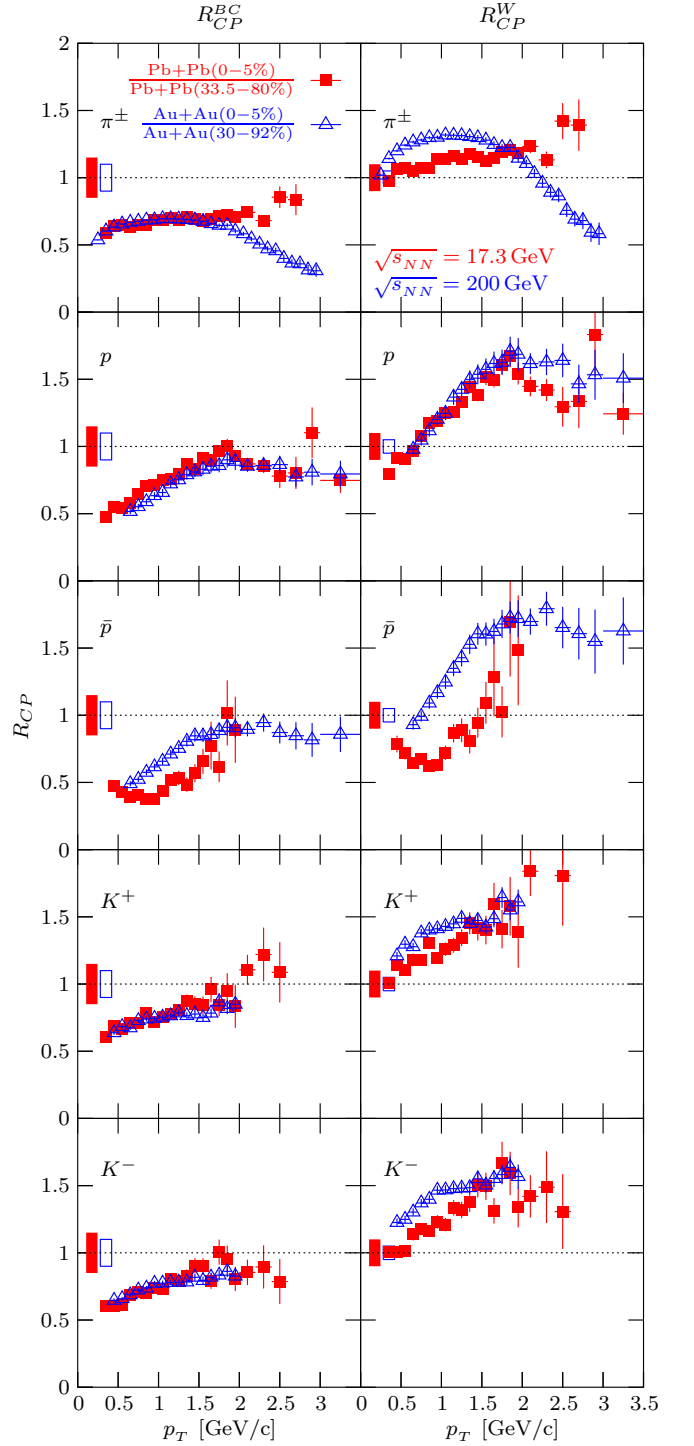 R_{CP}^{BC} R_{CP}^{W}
2
Pb+Pb(0−5%)
Pb+Pb(33.5−80%)
π± Au+Au(0−5%)
Au+Au(30−92%)
π±
1.5
1
0.5
√s_{NN} = 17.3 GeV
√s_{NN} = 200 GeV
0
p p
1.5
1
0.5
0
p̄ p̄
1.5
1
0.5
R_{CP}
0
K+ K+
1.5
1
0.5
0
K− K−
1.5
1
0.5
0
0 0.5 1 1.5 2 2.5 3 0 0.5 1 1.5 2 2.5 3 3.5
p_T [GeV/c] p_T [GeV/c]